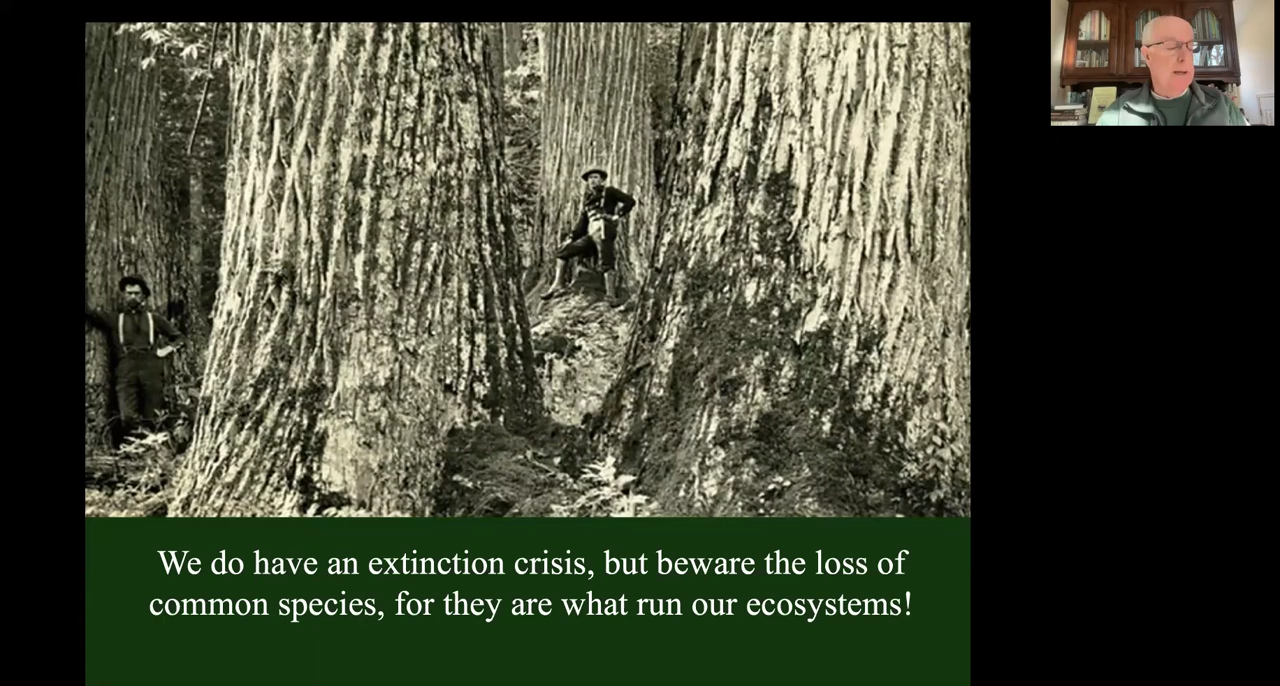 We do have an extinction crisis, but beware the loss of
common species, for they are what run our ecosystems!